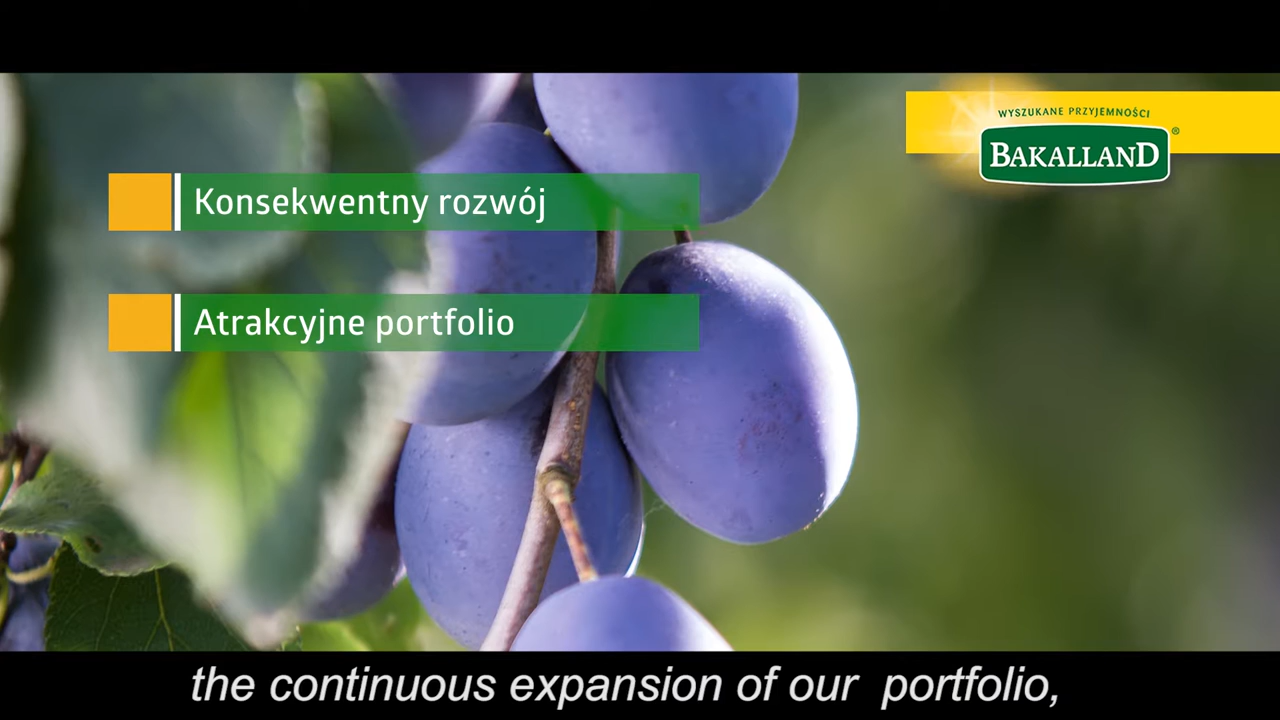 WYSZUKANE PRZYJEMNOŚCI
BAKALLAND®
Konsekwentny rozwój
Atrakcyjne portfolio
the continuous expansion of our portfolio,